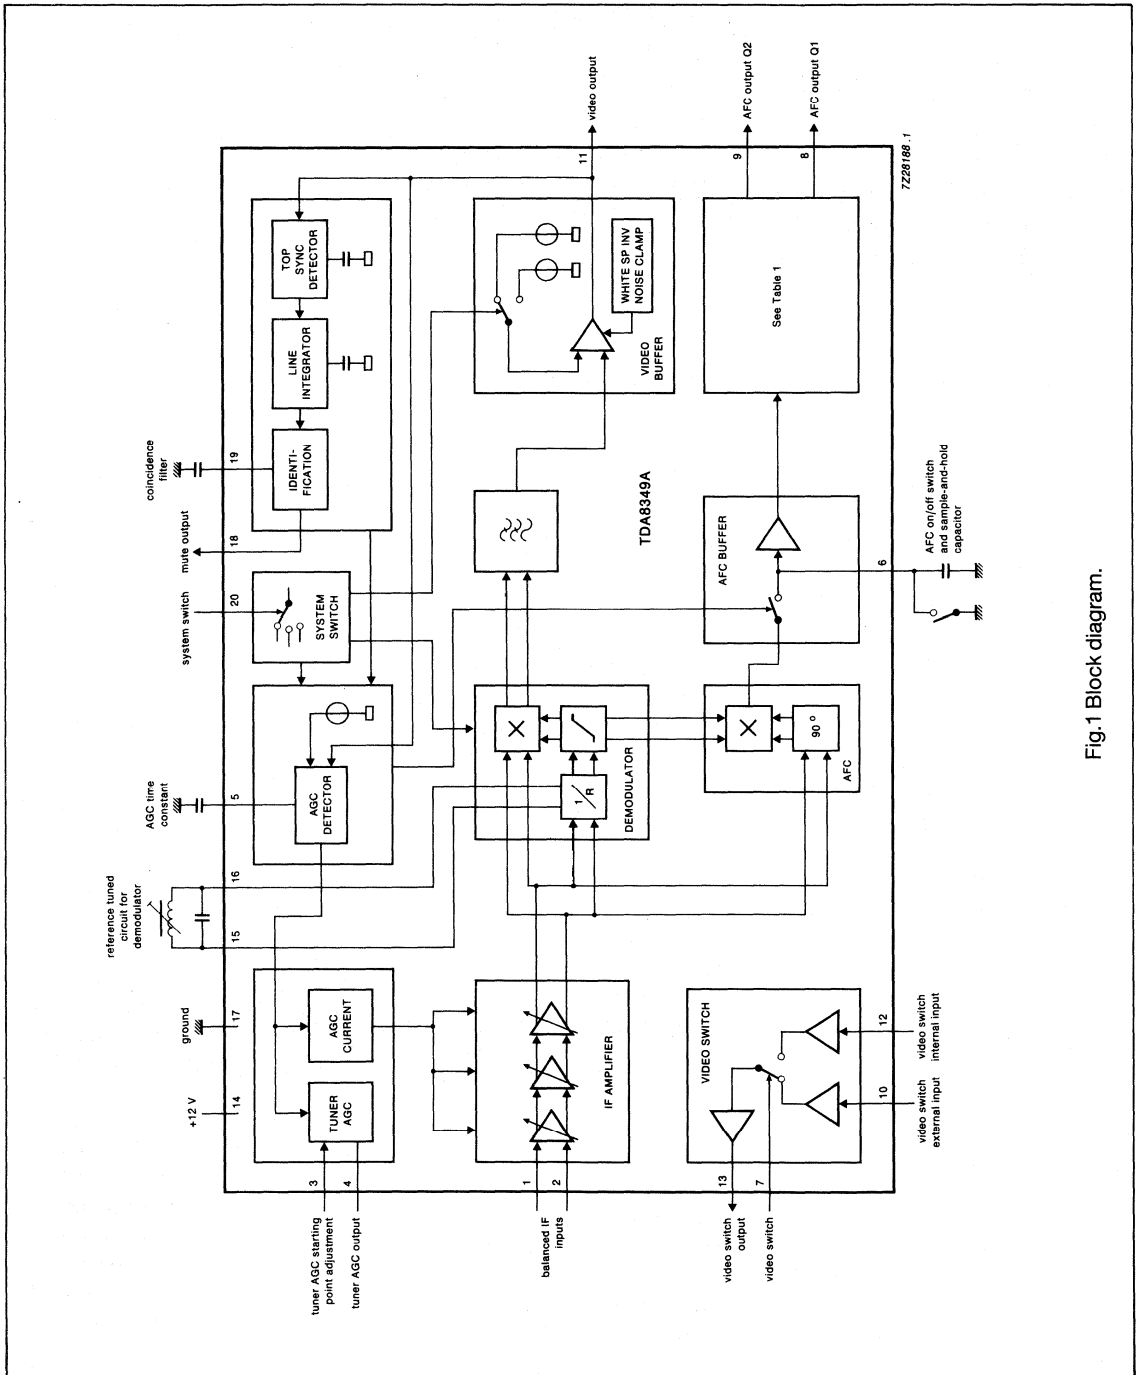 tuner AGC starting
point adjustment
3
tuner AGC output
4
+12 V
14
ground
17
reference tuned
circuit for
demodulator
15
16
AGC time
constant
5
system switch
20
mute output
18
coincidence
filter
19
TUNER
AGC
AGC
CURRENT
AGC
DETECTOR
SYSTEM
SWITCH
IDENTI-
FICATION
LINE
INTEGRATOR
TOP
SYNC
DETECTOR
balanced IF
inputs
1
2
IF AMPLIFIER
1
R
DEMODULATOR
TDA8349A
WHITE SP INV
NOISE CLAMP
VIDEO
BUFFER
11
video output
video switch
output
13
video switch
7
VIDEO SWITCH
10
video switch
external input
12
video switch
internal input
90°
AFC
AFC BUFFER
6
AFC on/off switch
and sample-and-hold
capacitor
See Table 1
9
AFC output Q2
8
AFC output Q1
7Z28188.1
Fig.1 Block diagram.